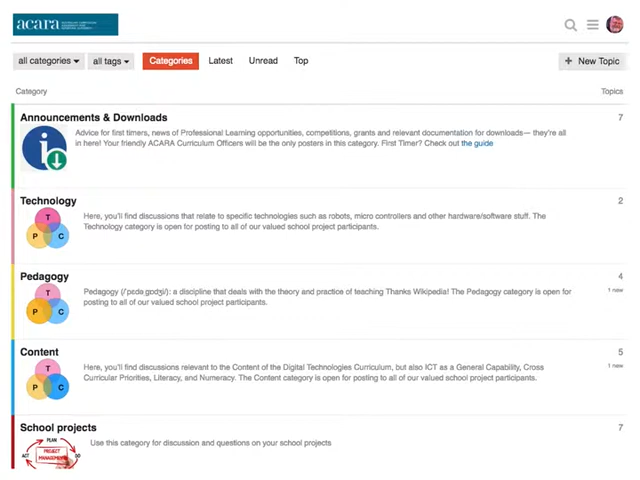 acara
all categories
all tags
Categories
Latest
Unread
Top
+ New Topic
Category
Topics
Announcements & Downloads
7
Advice for first timers, news of Professional Learning opportunities, competitions, grants and relevant documentation for downloads— they're all
in here! Your friendly ACARA Curriculum Officers will be the only posters in this category. First Timer? Check out the guide
Technology
2
T
P C
Here, you'll find discussions that relate to specific technologies such as robots, micro controllers and other hardware/software stuff. The
Technology category is open for posting to all of our valued school project participants.
Pedagogy
4
1 new
T
P C
Pedagogy (/ˈpɛdəˌɡɒdʒi/): a discipline that deals with the theory and practice of teaching Thanks Wikipedia! The Pedagogy category is open for
posting to all of our valued school project participants.
Content
5
1 new
T
P C
Here, you'll find discussions relevant to the Content of the Digital Technologies Curriculum, but also ICT as a General Capability, Cross
Curricular Priorities, Literacy, and Numeracy. The Content category is open for posting to all of our valued school project participants.
School projects
7
PLAN
ACT
DO
PROJECT
MANAGEMENT
Use this category for discussion and questions on your school projects